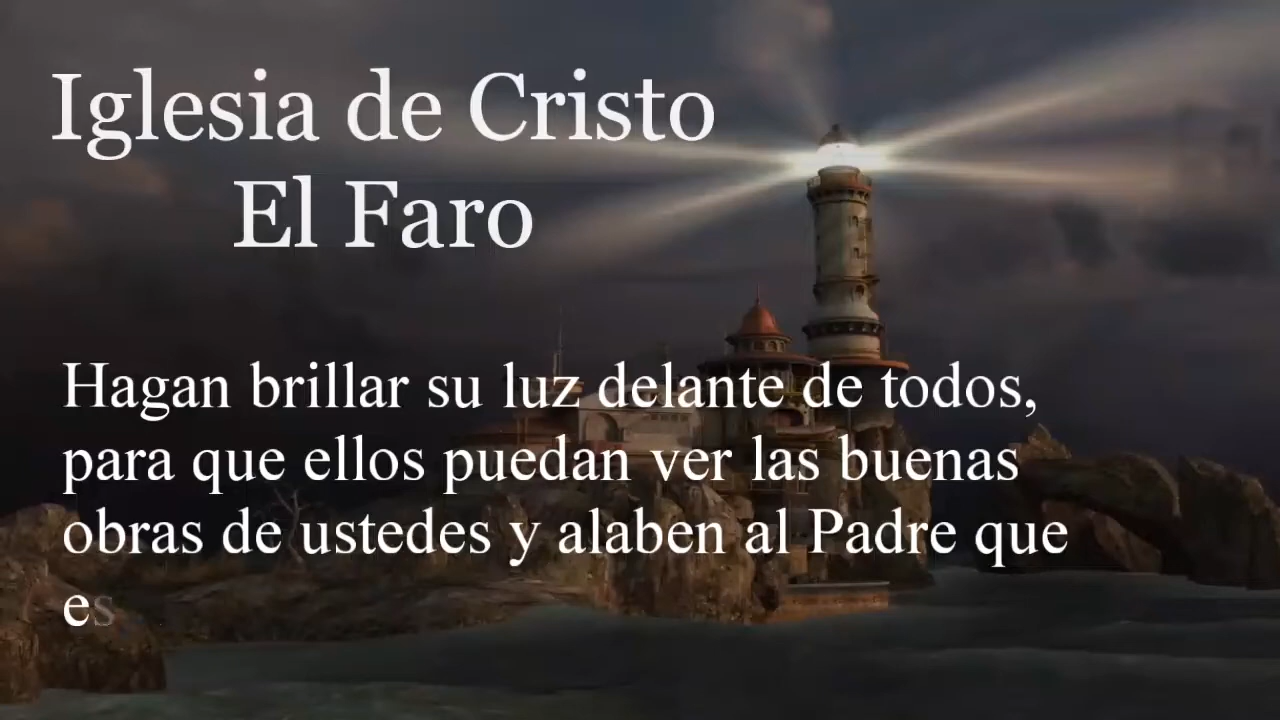 Iglesia de Cristo
El Faro
Hagan brillar su luz delante de todos,
para que ellos puedan ver las buenas
obras de ustedes y alaben al Padre que
es